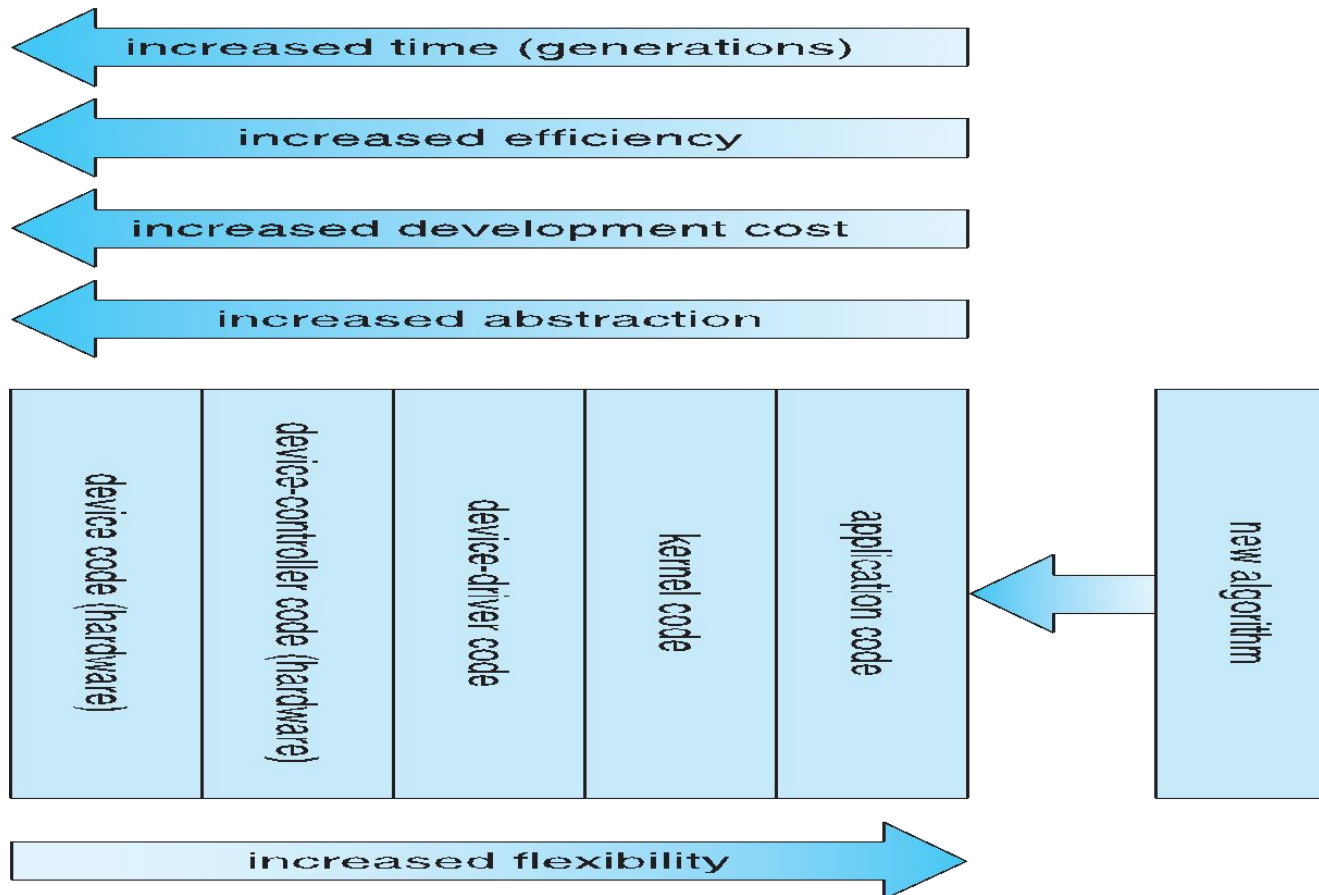 increased time (generations)
increased efficiency
increased development cost
increased abstraction
device code (hardware)
device-controller code (hardware)
device-driver code
kernel code
application code
new algorithm
increased flexibility